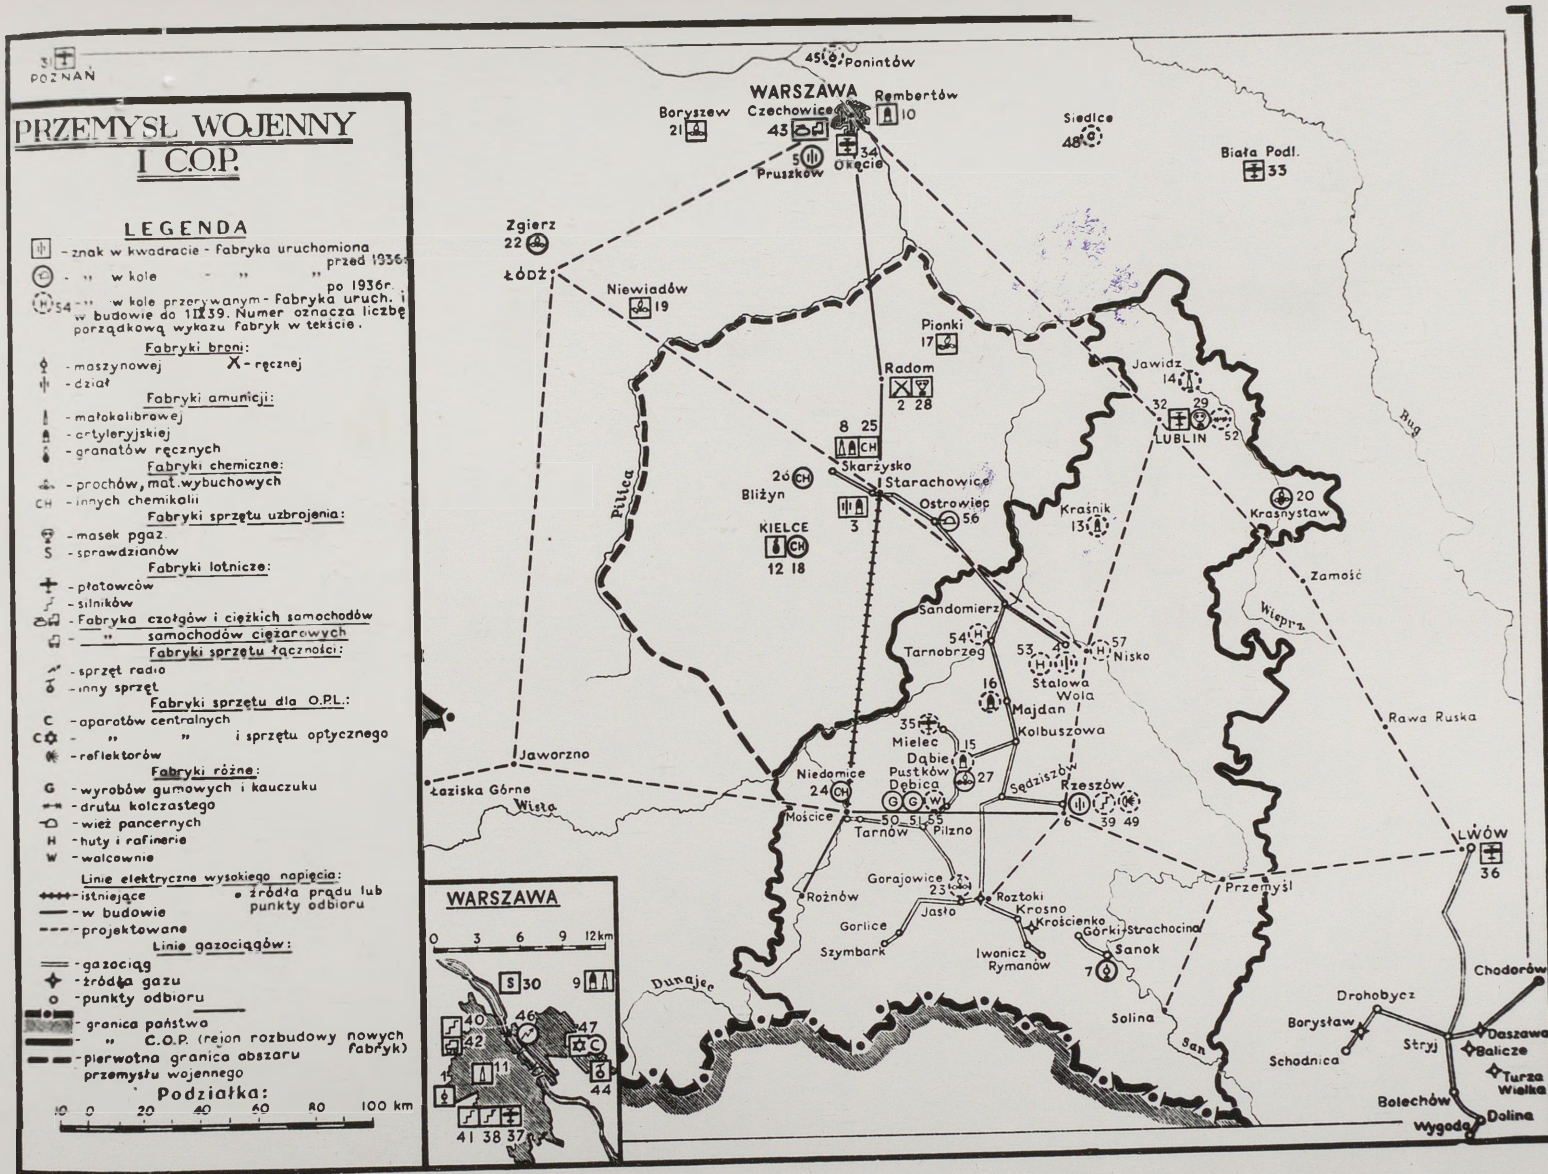 31
POZNAŃ
PRZEMYSŁ WOJENNY
I C.O.P.
LEGENDA
- znak w kwadracie - fabryka uruchomiona
przed 1936r
- „ w kole - „ „
po 1936r.
H 54 - „ w kole przerywanym - fabryka uruch. i
w budowie do 1IX39. Numer oznacza liczbę
porządkową wykazu fabryk w tekście.
Fabryki broni:
- maszynowej X - ręcznej
- dział
Fabryki amunicji:
- małokalibrowej
- artyleryjskiej
- granatów ręcznych
Fabryki chemiczne:
- prochów, mat. wybuchowych
CH - innych chemikalii
Fabryki sprzętu uzbrojenia:
- masek pgaz.
S - sprawdzianów
Fabryki lotnicze:
- płatowców
- silników
- Fabryka czołgów i ciężkich samochodów
- „ samochodów ciężarowych
Fabryki sprzętu łączności:
- sprzęt radio
- inny sprzęt
Fabryki sprzętu dla O.P.L.:
C - aparatów centralnych
C - „ „ i sprzętu optycznego
- reflektorów
Fabryki różne:
G - wyrobów gumowych i kauczuku
- drutu kolczastego
- wież pancernych
H - huty i rafinerie
W - walcownie
Linie elektryczne wysokiego napięcia:
- istniejące • źródła prądu lub
- w budowie punkty odbioru
- projektowane
Linie gazociągów:
- gazociąg
- źródła gazu
- punkty odbioru
- granica państwa
- „ C.O.P. (rejon rozbudowy nowych
fabryk)
- pierwotna granica obszaru
przemysłu wojennego
Podziałka:
10 0 20 40 60 80 100 km
45 Ponintów
WARSZAWA
Rembertów
10
Boryszew
21
Czechowice
43
34
Okęcie
5
Pruszków
Siedlce
48 C
Biała Podl.
33
Zgierz
22
ŁÓDŹ
Niewiadów
19
Pionki
17
Radom
2 28
Jawidz
14
32 29
52
LUBLIN
Bug
8 25
CH
Skarżysko
26 CH
Bliżyn
Starachowice
3
Ostrowiec
56
Pilica
KIELCE
CH
12 18
Kraśnik
13
20
Krasnystaw
Zamość
Wieprz
Sandomierz
54 H
Tarnobrzeg
53 H
4
57
H Nisko
Stalowa
Wola
16
Majdan
Rawa Ruska
35
Mielec
Kolbuszowa
15
Dąbie
Pustków
27
Dębica
G G W
50 51 55
Sędziszów
Rzeszów
6 39 49
Jaworzno
Łaziska Górne
Wisła
Niedomice
24 CH
Mościce
Tarnów
Pilzno
LWÓW
36
Przemyśl
Rożnów
Gorajowice
23
Jasło
Roztoki
Krosno
Krościenko
Gorlice
Szymbark
Iwonicz
Rymanów
Górki-Strachocina
Sanok
7
Dunajec
Solina
San
Chodorów
Drohobycz
Borysław
Schodnica
Stryj
Daszawa
Balicze
Turza
Wielka
Bolechów
Dolina
Wygoda
WARSZAWA
0 3 6 9 12km
S 30
9
40
42
46
47
C
1
11
44
41 38 37